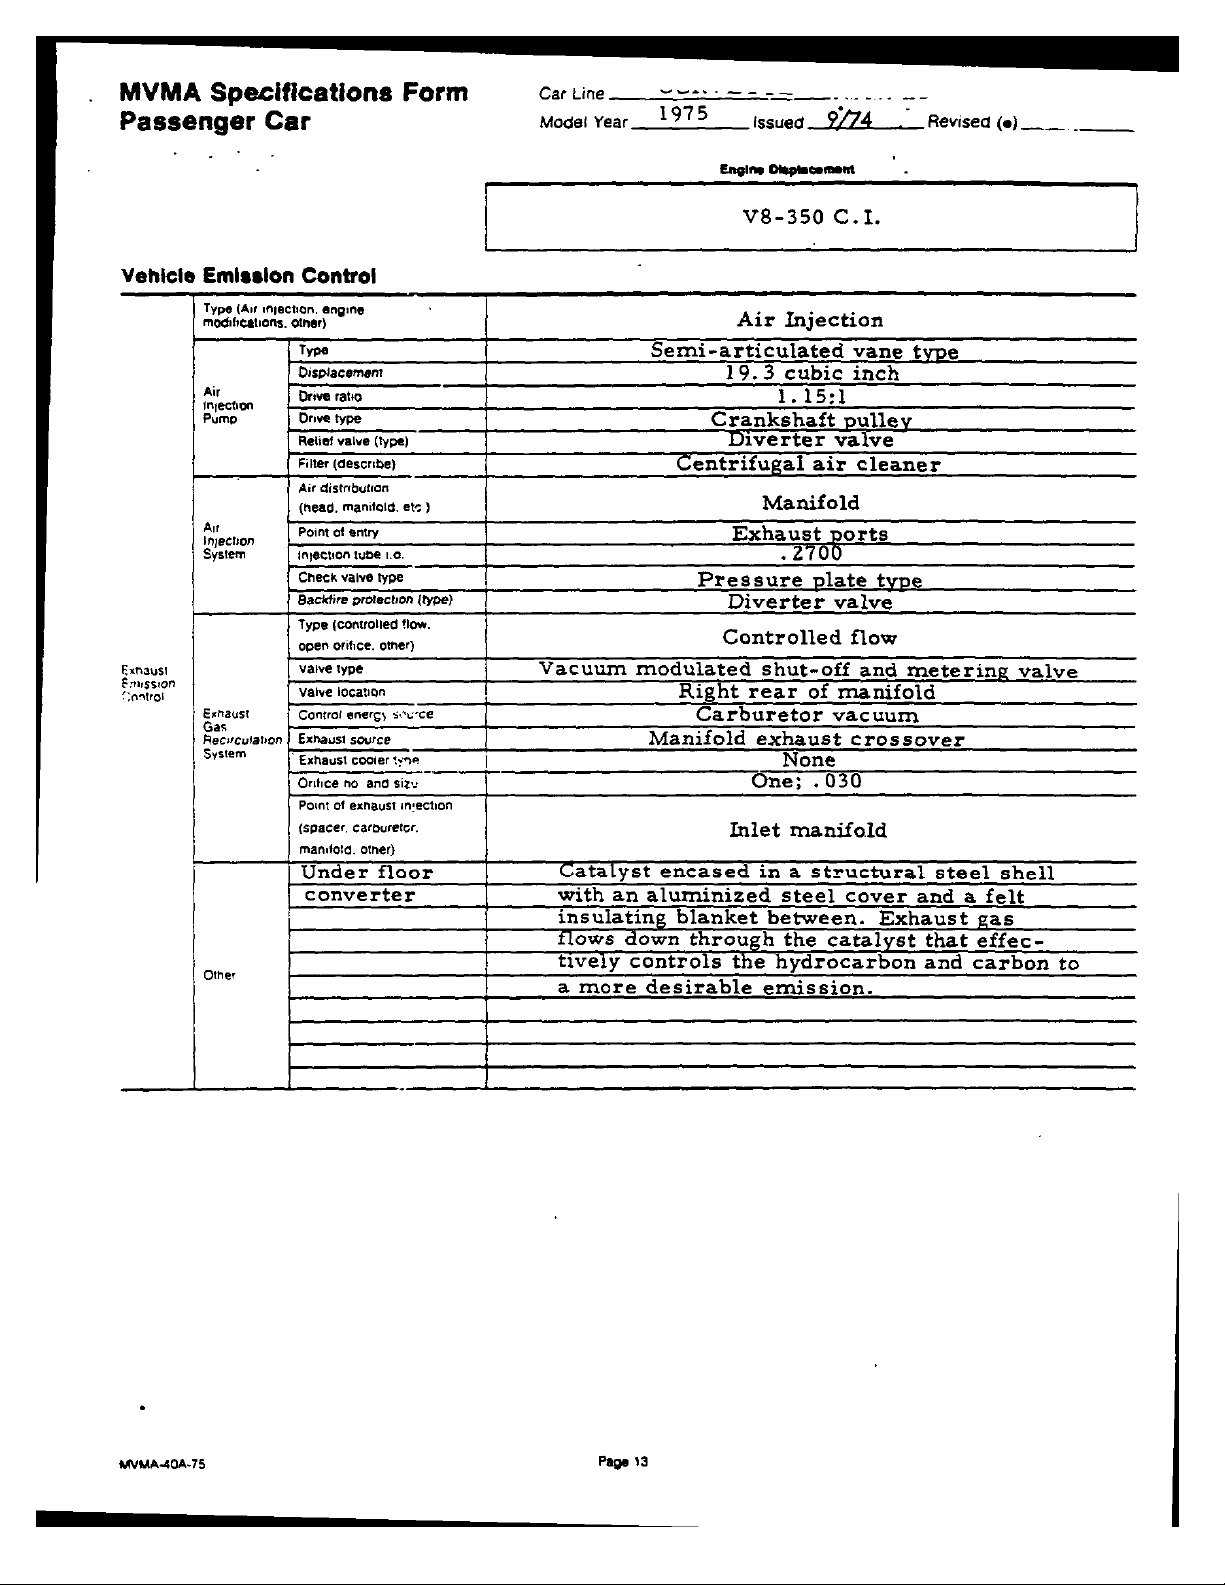 MVMA Specifications Form
Passenger Car
Car Line
Model Year 1975 Issued 9/74 Revised (•)
Engine Displacement
V8-350 C.I.
Vehicle Emission Control
Type (Air injection, engine
modifications, other)
Air Injection
Air
Injection
Pump
Type
Semi-articulated vane type
Displacement
19.3 cubic inch
Drive ratio
1.15:1
Drive type
Crankshaft pulley
Relief valve (type)
Diverter valve
Filter (describe)
Centrifugal air cleaner
Air
Injection
System
Air distribution
(head, manifold, etc.)
Manifold
Point of entry
Exhaust ports
Injection tube I.D.
.2700
Check valve type
Pressure plate type
Backfire protection (type)
Diverter valve
Exhaust
Emission
Control
Exhaust
Gas
Recirculation
System
Type (controlled flow,
open orifice, other)
Controlled flow
Valve type
Vacuum modulated shut-off and metering valve
Valve location
Right rear of manifold
Control energy source
Carburetor vacuum
Exhaust source
Manifold exhaust crossover
Exhaust cooler type
None
Orifice no. and size
One; .030
Point of exhaust injection
(spacer, carburetor,
manifold, other)
Inlet manifold
Other
Under floor
converter
Catalyst encased in a structural steel shell
with an aluminized steel cover and a felt
insulating blanket between. Exhaust gas
flows down through the catalyst that effec-
tively controls the hydrocarbon and carbon to
a more desirable emission.
MVMA-40A-75
Page 13